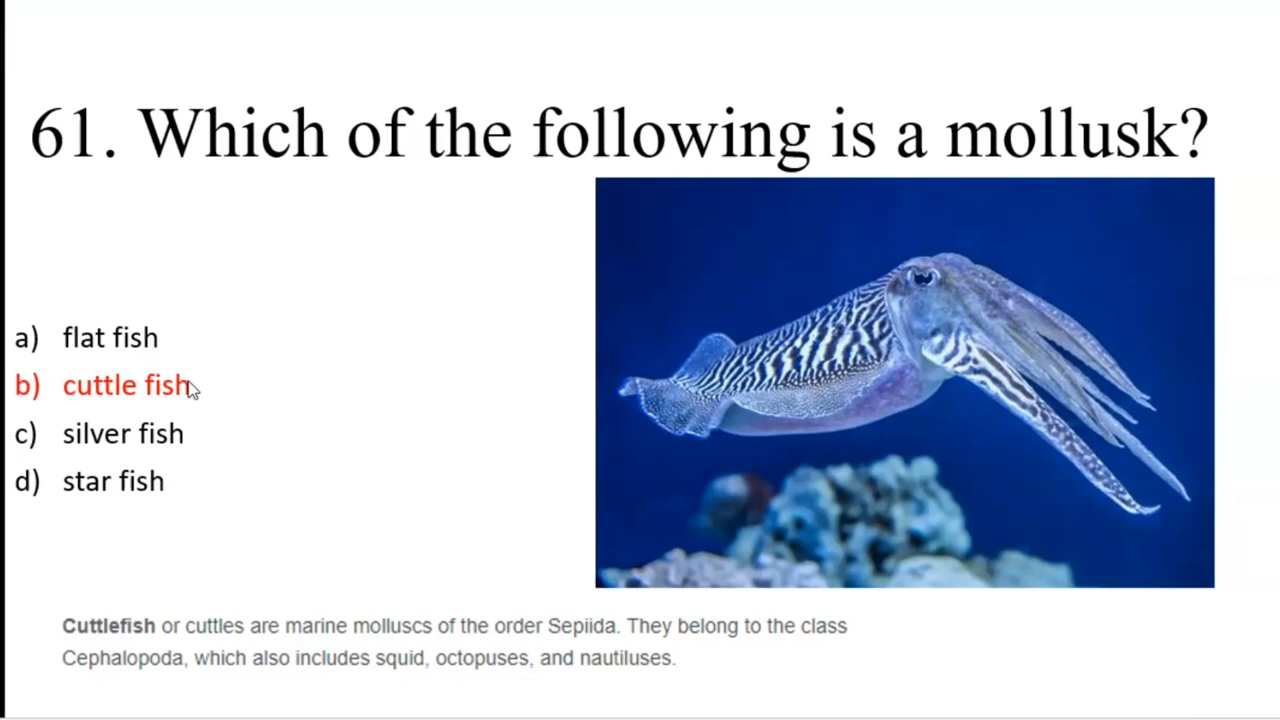 61. Which of the following is a mollusk?
a) flat fish
b) cuttle fish
c) silver fish
d) star fish
Cuttlefish or cuttles are marine molluscs of the order Sepiida. They belong to the class
Cephalopoda, which also includes squid, octopuses, and nautiluses.